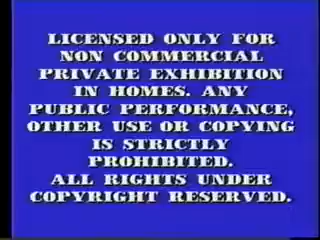 LICENSED ONLY FOR
NON COMMERCIAL
PRIVATE EXHIBITION
IN HOMES. ANY
PUBLIC PERFORMANCE,
OTHER USE OR COPYING
IS STRICTLY
PROHIBITED.
ALL RIGHTS UNDER
COPYRIGHT RESERVED.